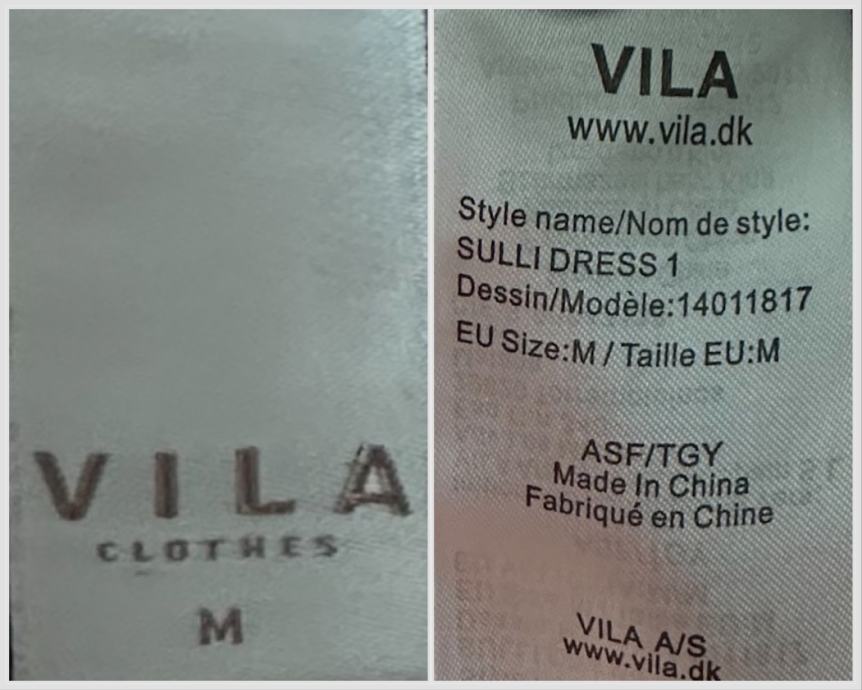 VILA
CLOTHES
M
VILA
www.vila.dk
Style name/Nom de style:
SULLI DRESS 1
Dessin/Modèle:14011817
EU Size:M / Taille EU:M
ASF/TGY
Made In China
Fabriqué en Chine
VILA A/S
www.vila.dk